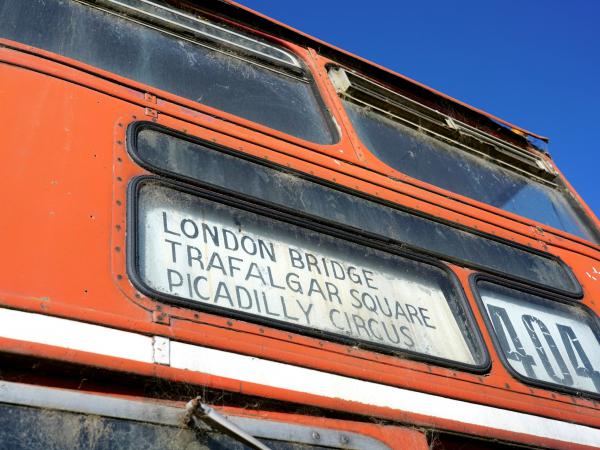 LONDON BRIDGE
TRAFALGAR SQUARE
PICADILLY CIRCUS
404